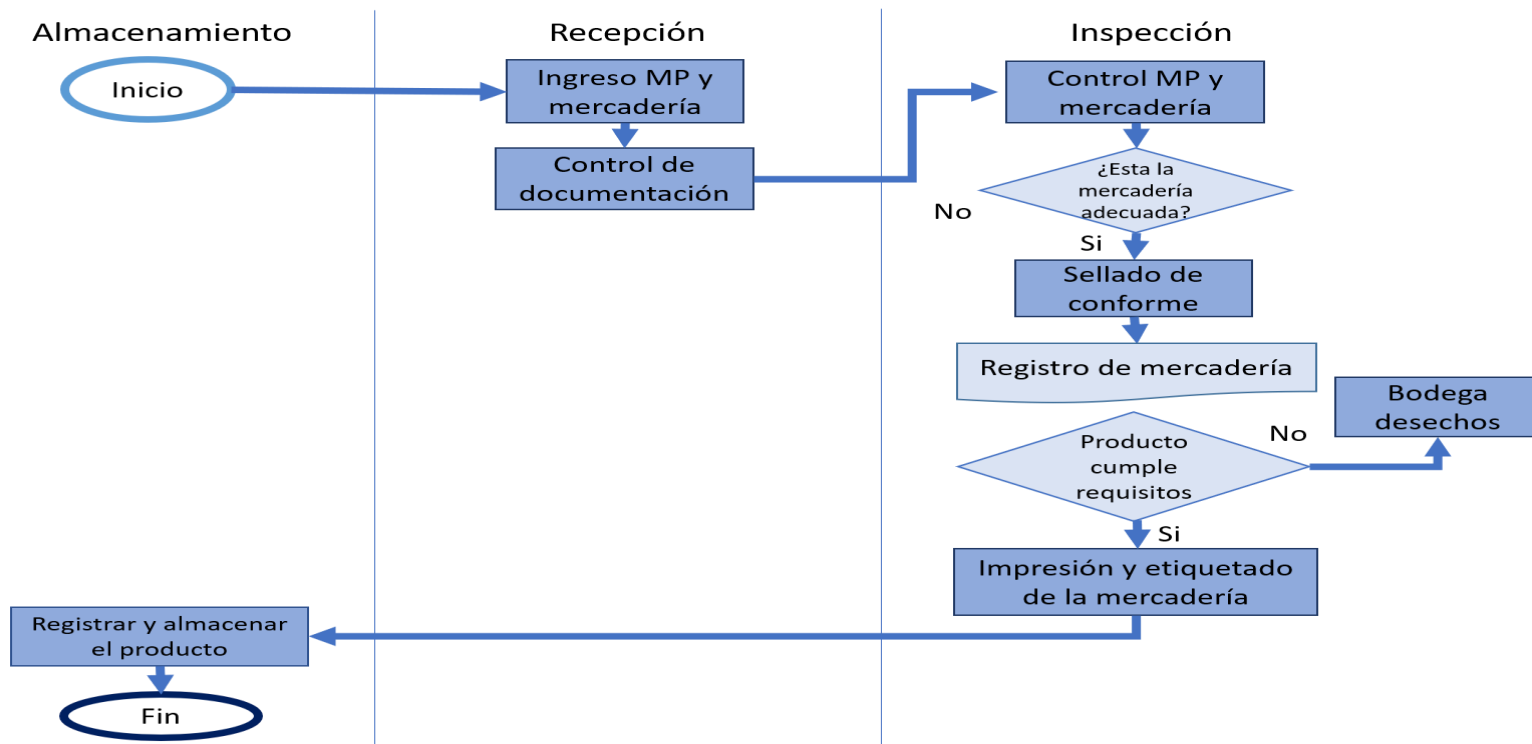 Almacenamiento
Recepción
Inspección
Inicio
Ingreso MP y
mercadería
Control MP y
mercadería
Control de
documentación
¿Esta la
mercadería
adecuada?
No
Si
Sellado de
conforme
Registro de mercadería
Bodega
desechos
Producto
cumple
requisitos
No
Si
Impresión y etiquetado
de la mercadería
Registrar y almacenar
el producto
Fin